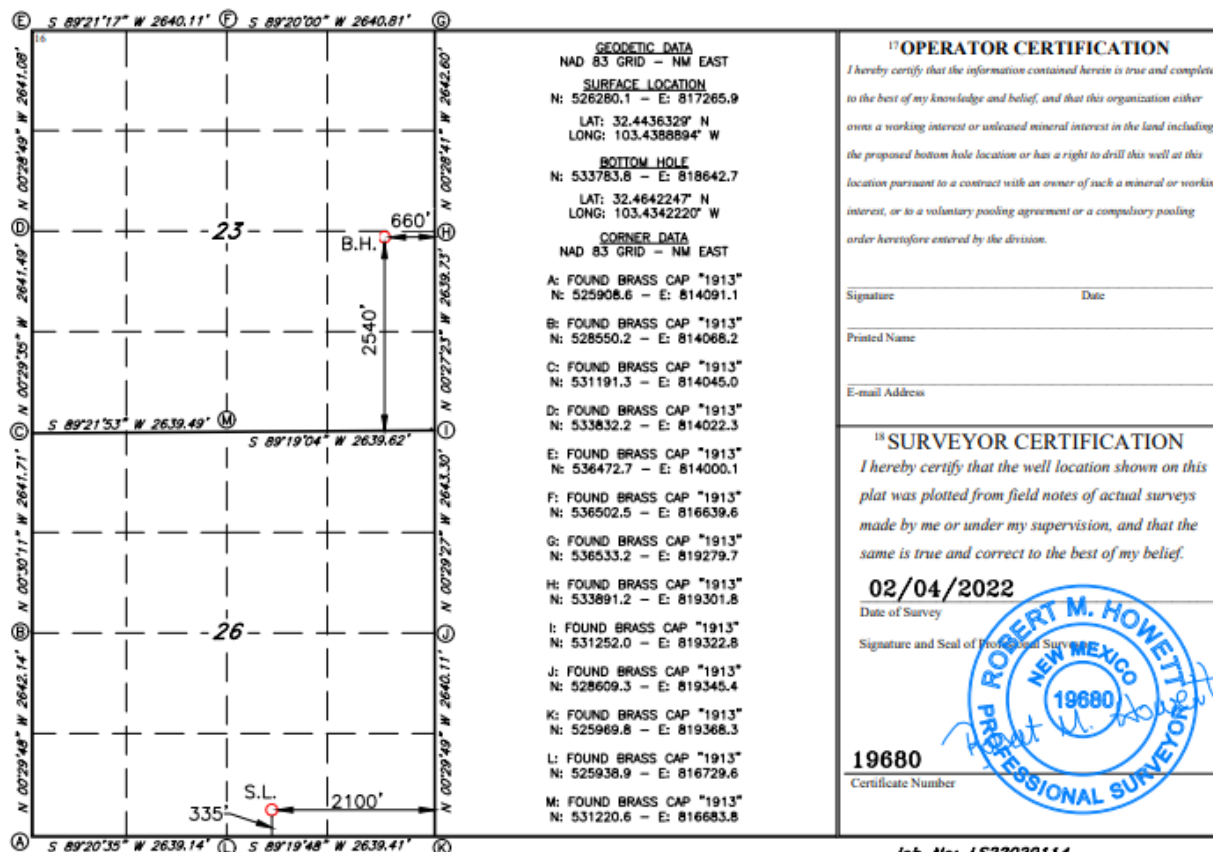 E S 89°21'17" W 2640.11' F S 89°20'00" W 2640.81' G
16
N 00°28'49" W 2641.08'
N 00°28'41" W 2642.60'
D
23
660'
H
B.H.
2540'
N 00°29'35" W 2641.49'
N 00°27'23" W 2639.73'
C S 89°21'53" W 2639.49' M
S 89°19'04" W 2639.62' I
N 00°30'11" W 2641.71'
N 00°29'27" W 2643.30'
B
26
J
N 00°29'48" W 2642.14'
N 00°29'49" W 2640.11'
S.L.
2100'
335'
A S 89°20'35" W 2639.14' L S 89°19'48" W 2639.41' K
GEODETIC DATA
NAD 83 GRID – NM EAST
SURFACE LOCATION
N: 526280.1 – E: 817265.9
LAT: 32.4436329° N
LONG: 103.4388894° W
BOTTOM HOLE
N: 533783.8 – E: 818642.7
LAT: 32.4642247° N
LONG: 103.4342220° W
CORNER DATA
NAD 83 GRID – NM EAST
A: FOUND BRASS CAP "1913"
N: 525908.6 – E: 814091.1
B: FOUND BRASS CAP "1913"
N: 528550.2 – E: 814068.2
C: FOUND BRASS CAP "1913"
N: 531191.3 – E: 814045.0
D: FOUND BRASS CAP "1913"
N: 533832.2 – E: 814022.3
E: FOUND BRASS CAP "1913"
N: 536472.7 – E: 814000.1
F: FOUND BRASS CAP "1913"
N: 536502.5 – E: 816639.6
G: FOUND BRASS CAP "1913"
N: 536533.2 – E: 819279.7
H: FOUND BRASS CAP "1913"
N: 533891.2 – E: 819301.8
I: FOUND BRASS CAP "1913"
N: 531252.0 – E: 819322.8
J: FOUND BRASS CAP "1913"
N: 528609.3 – E: 819345.4
K: FOUND BRASS CAP "1913"
N: 525969.8 – E: 819368.3
L: FOUND BRASS CAP "1913"
N: 525938.9 – E: 816729.6
M: FOUND BRASS CAP "1913"
N: 531220.6 – E: 816683.8
17 OPERATOR CERTIFICATION
I hereby certify that the information contained herein is true and complete
to the best of my knowledge and belief, and that this organization either
owns a working interest or unleased mineral interest in the land including
the proposed bottom hole location or has a right to drill this well at this
location pursuant to a contract with an owner of such a mineral or working
interest, or to a voluntary pooling agreement or a compulsory pooling
order heretofore entered by the division.
Signature Date
Printed Name
E-mail Address
18 SURVEYOR CERTIFICATION
I hereby certify that the well location shown on this
plat was plotted from field notes of actual surveys
made by me or under my supervision, and that the
same is true and correct to the best of my belief.
02/04/2022
Date of Survey
Signature and Seal of Professional Surveyor
ROBERT M. HOWETT
NEW MEXICO
19680
PROFESSIONAL SURVEYOR
Robert M. Howett
19680
Certificate Number
Job No: LS22020114